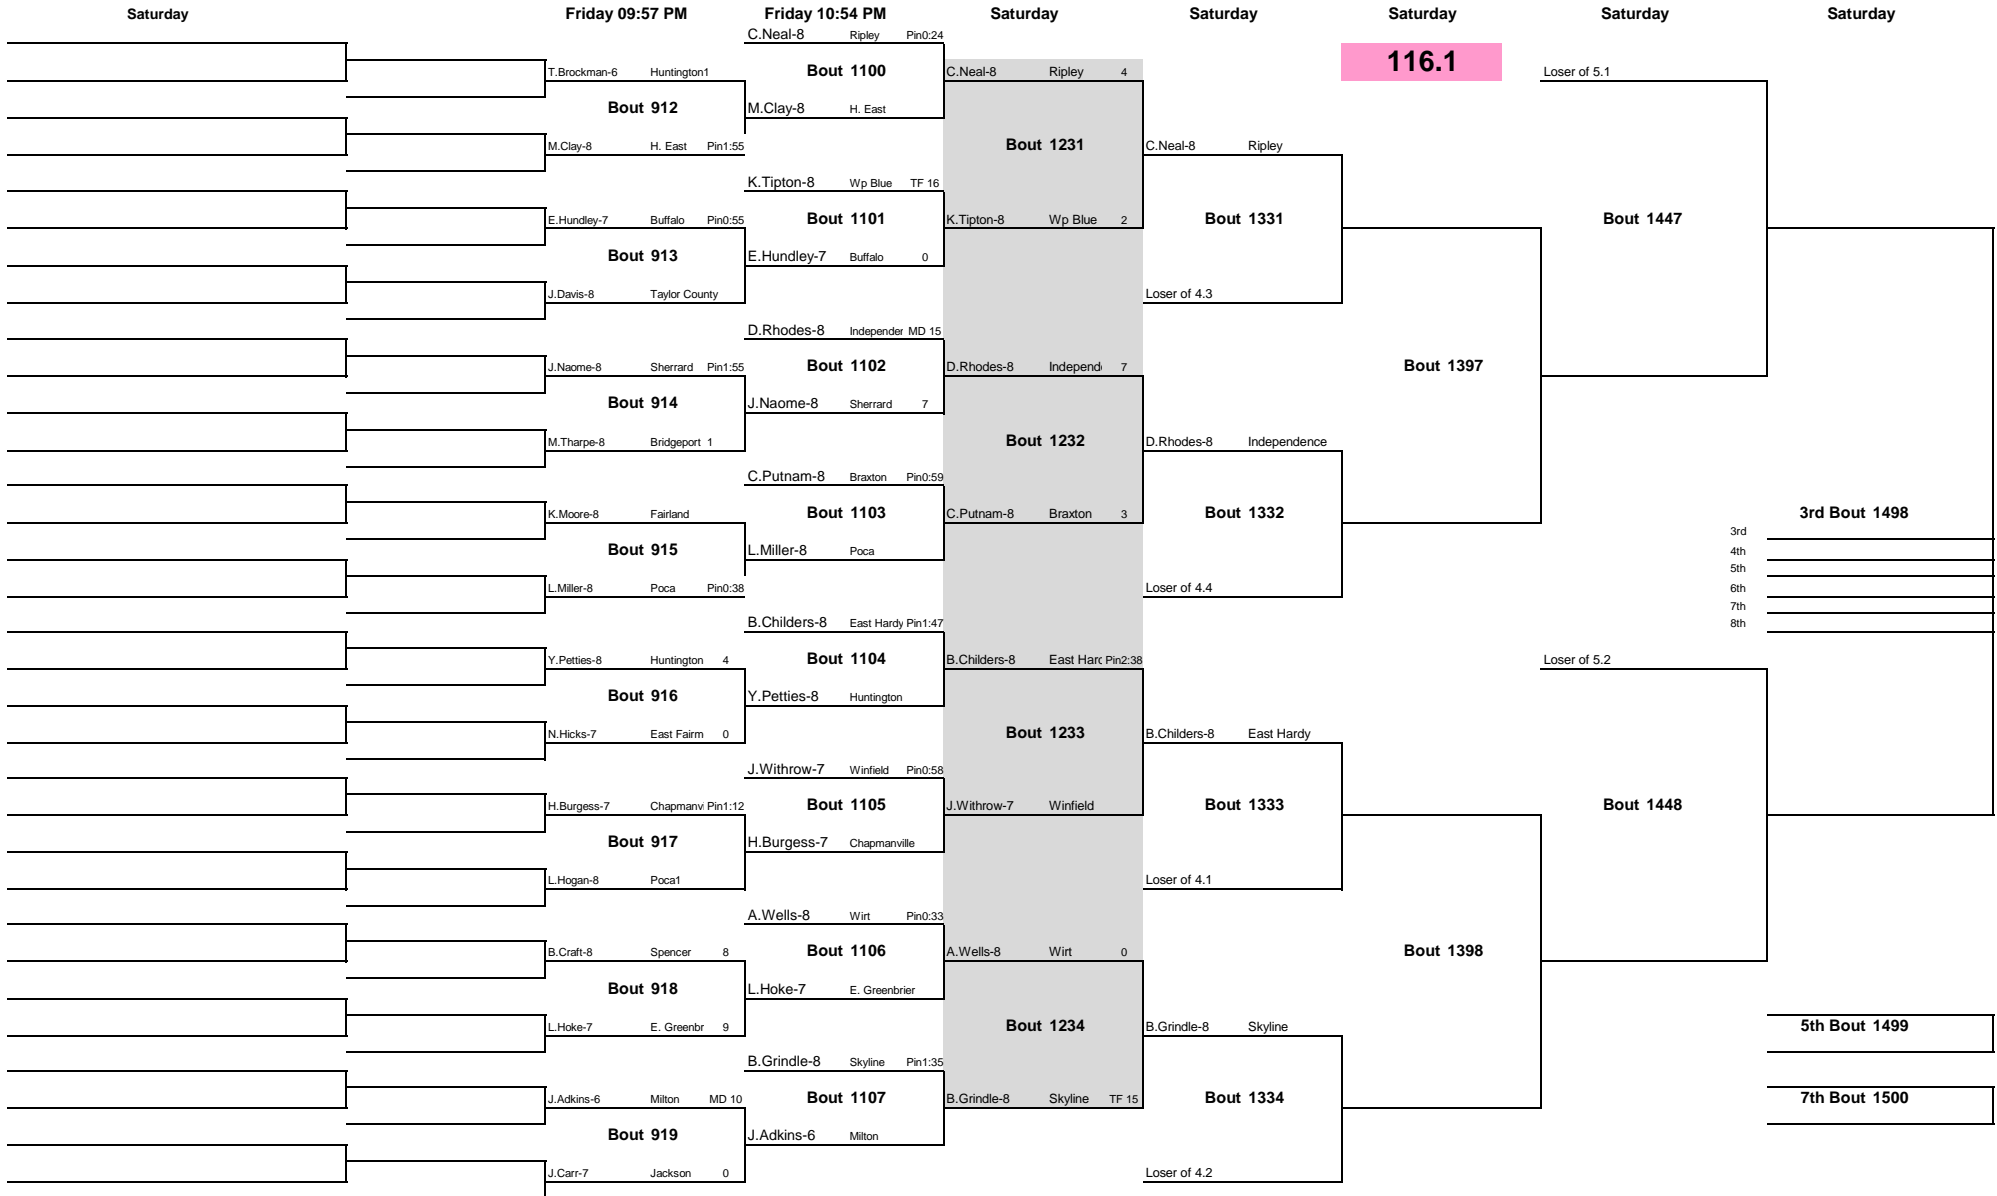 Saturday Friday 09:57 PM Friday 10:54 PM Saturday Saturday Saturday Saturday Saturday
C.Neal-8 Ripley Pin0:24
116.1
T.Brockman-6 Huntington1 Bout 1100 C.Neal-8 Ripley 4 Loser of 5.1
Bout 912 M.Clay-8 H. East
M.Clay-8 H. East Pin1:55 Bout 1231 C.Neal-8 Ripley
K.Tipton-8 Wp Blue TF 16
E.Hundley-7 Buffalo Pin0:55 Bout 1101 K.Tipton-8 Wp Blue 2 Bout 1331 Bout 1447
Bout 913 E.Hundley-7 Buffalo 0
J.Davis-8 Taylor County Loser of 4.3
D.Rhodes-8 Independer MD 15
J.Naome-8 Sherrard Pin1:55 Bout 1102 D.Rhodes-8 Independ 7 Bout 1397
Bout 914 J.Naome-8 Sherrard 7
M.Tharpe-8 Bridgeport 1 Bout 1232 D.Rhodes-8 Independence
C.Putnam-8 Braxton Pin0:59
K.Moore-8 Fairland Bout 1103 C.Putnam-8 Braxton 3 Bout 1332 3rd Bout 1498
3rd
Bout 915 L.Miller-8 Poca 4th
5th
L.Miller-8 Poca Pin0:38 Loser of 4.4 6th
7th
B.Childers-8 East Hardy Pin1:47 8th
Y.Petties-8 Huntington 4 Bout 1104 B.Childers-8 East Harc Pin2:38 Loser of 5.2
Bout 916 Y.Petties-8 Huntington
N.Hicks-7 East Fairm 0 Bout 1233 B.Childers-8 East Hardy
J.Withrow-7 Winfield Pin0:58
H.Burgess-7 Chapmanvi Pin1:12 Bout 1105 J.Withrow-7 Winfield Bout 1333 Bout 1448
Bout 917 H.Burgess-7 Chapmanville
L.Hogan-8 Poca1 Loser of 4.1
A.Wells-8 Wirt Pin0:33
B.Craft-8 Spencer 8 Bout 1106 A.Wells-8 Wirt 0 Bout 1398
Bout 918 L.Hoke-7 E. Greenbrier
L.Hoke-7 E. Greenbr 9 Bout 1234 B.Grindle-8 Skyline 5th Bout 1499
B.Grindle-8 Skyline Pin1:35
J.Adkins-6 Milton MD 10 Bout 1107 B.Grindle-8 Skyline TF 15 Bout 1334 7th Bout 1500
Bout 919 J.Adkins-6 Milton
J.Carr-7 Jackson 0 Loser of 4.2